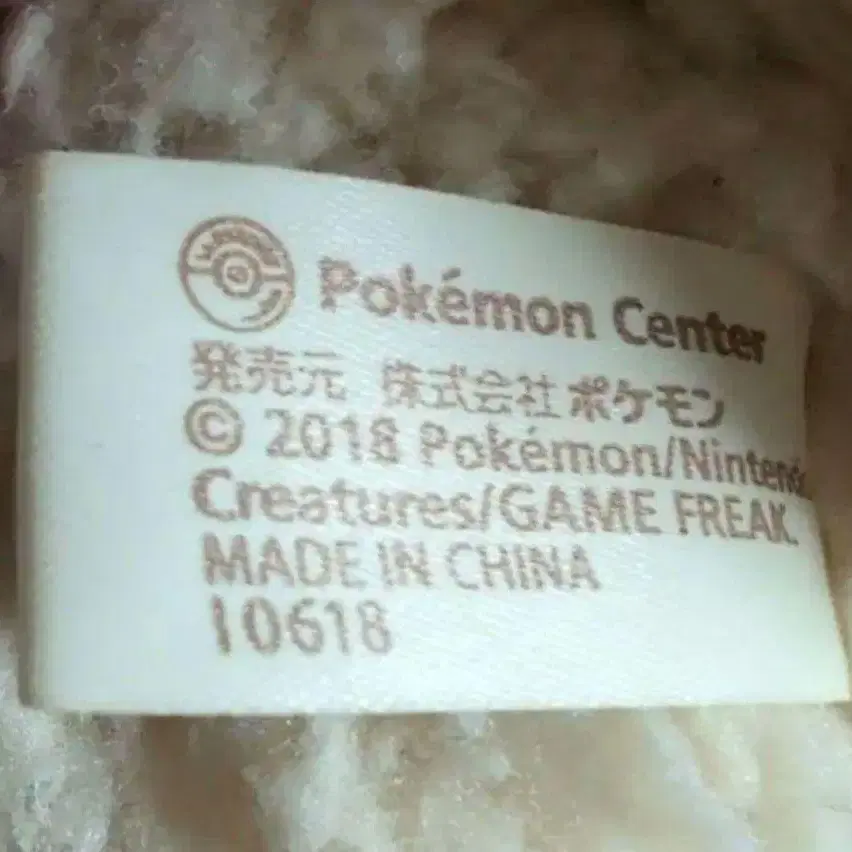 Pokémon Center
発売元 株式会社ポケモン
© 2018 Pokémon/Nintendo
Creatures/GAME FREAK.
MADE IN CHINA
10618